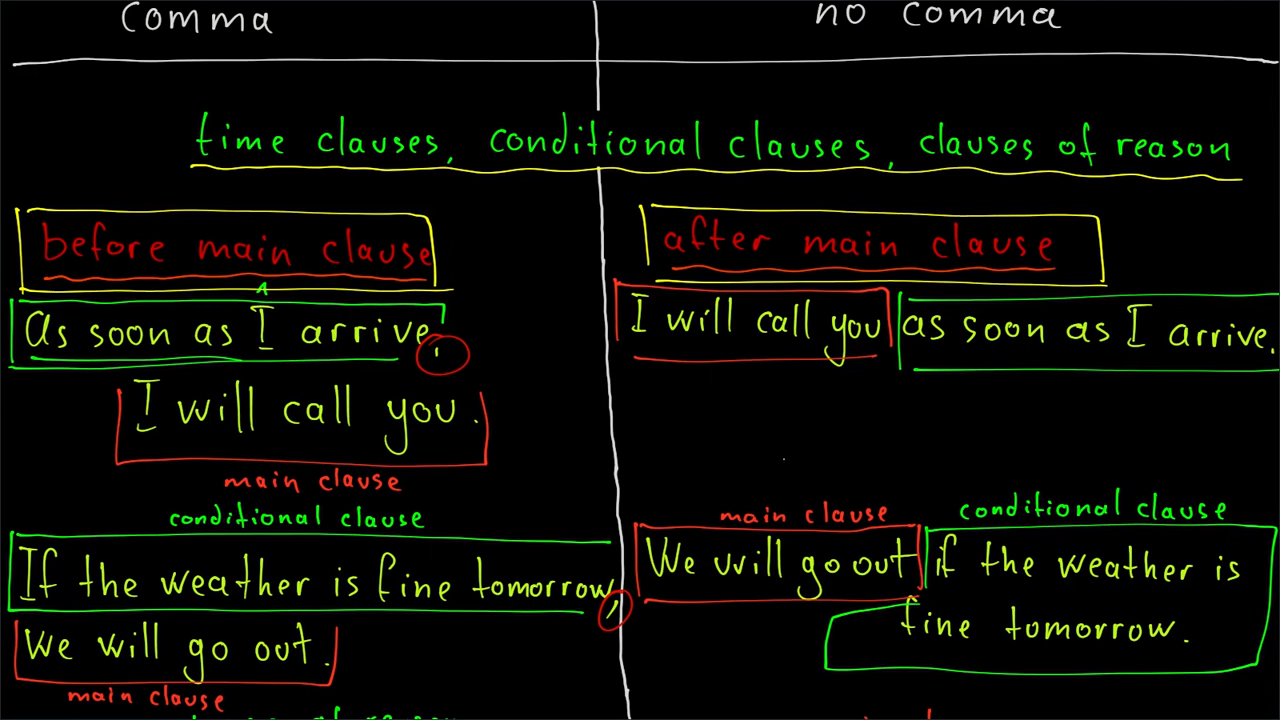 comma
no comma
time clauses, conditional clauses, clauses of reason
before main clause
as soon as I arrive,
I will call you.
main clause
conditional clause
If the weather is fine tomorrow,
We will go out.
main clause
after main clause
I will call you as soon as I arrive.
main clause
conditional clause
We will go out if the weather is
fine tomorrow.